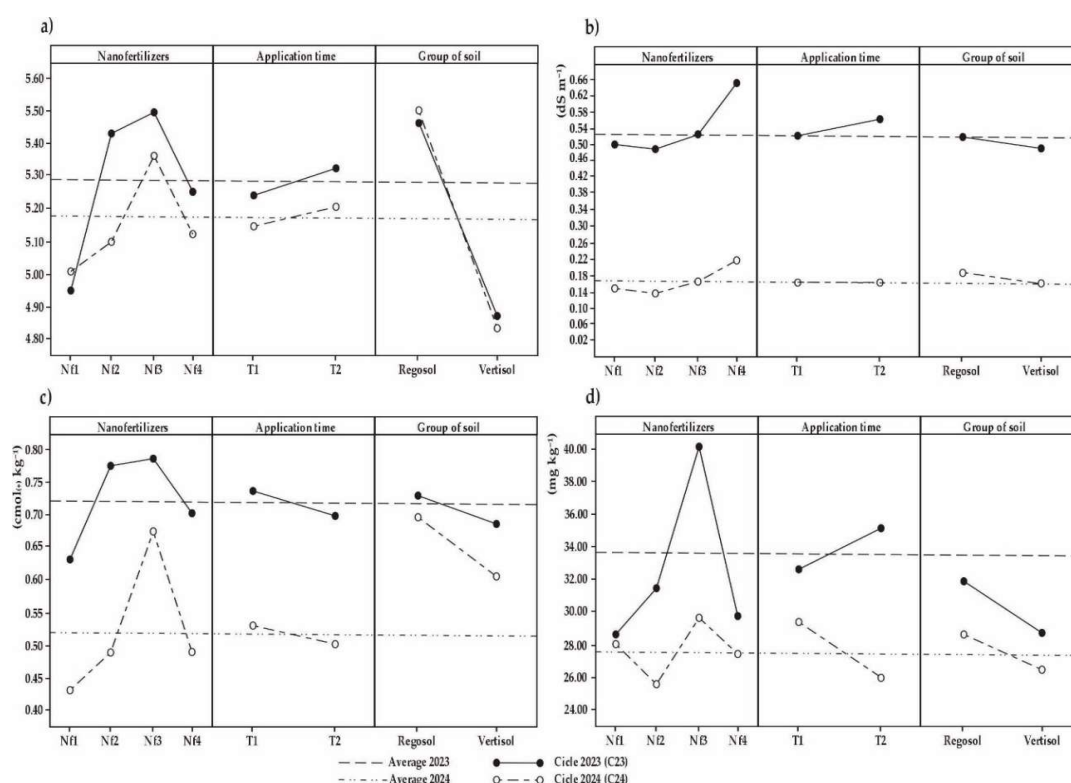 a)
Nanofertilizers Application time Group of soil
5.60
5.50
5.40
5.30
5.20
5.10
5.00
4.90
4.80
Nf1 Nf2 Nf3 Nf4 T1 T2 Regosol Vertisol
b)
(dS m⁻¹)
Nanofertilizers Application time Group of soil
0.66
0.62
0.58
0.54
0.50
0.46
0.42
0.38
0.34
0.30
0.26
0.22
0.18
0.14
0.10
0.06
0.02
Nf1 Nf2 Nf3 Nf4 T1 T2 Regosol Vertisol
c)
(cmol₍₊₎ kg⁻¹)
Nanofertilizers Application time Group of soil
0.80
0.75
0.70
0.65
0.60
0.55
0.50
0.45
0.40
Nf1 Nf2 Nf3 Nf4 T1 T2 Regosol Vertisol
d)
(mg kg⁻¹)
Nanofertilizers Application time Group of soil
40.00
38.00
36.00
34.00
32.00
30.00
28.00
26.00
24.00
Nf1 Nf2 Nf3 Nf4 T1 T2 Regosol Vertisol
Average 2023 Cicle 2023 (C23)
Average 2024 Cicle 2024 (C24)